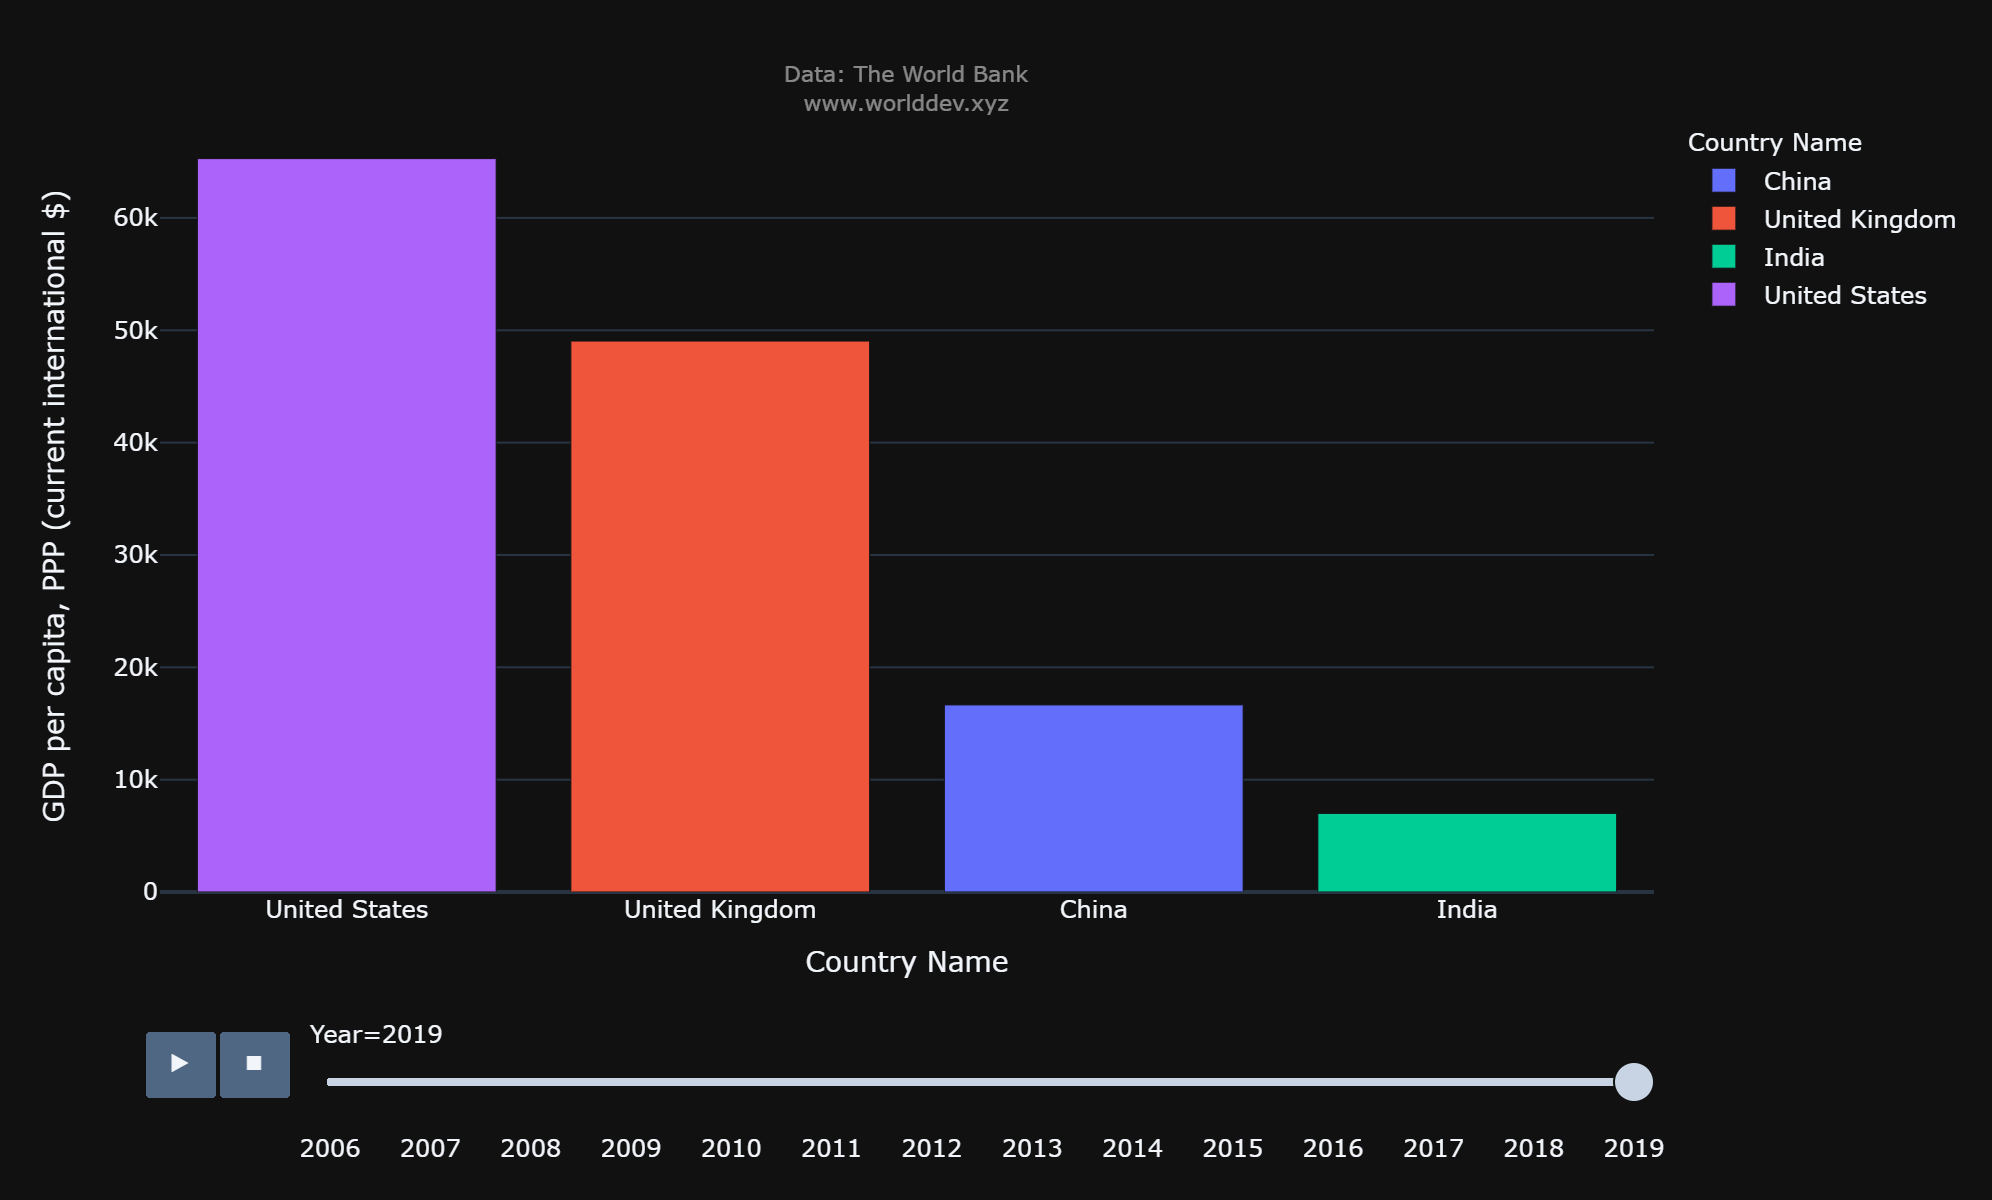 Data: The World Bank
www.worlddev.xyz
GDP per capita, PPP (current international $)
60k
50k
40k
30k
20k
10k
0
United States
United Kingdom
China
India
Country Name
Country Name
China
United Kingdom
India
United States
Year=2019
2006 2007 2008 2009 2010 2011 2012 2013 2014 2015 2016 2017 2018 2019